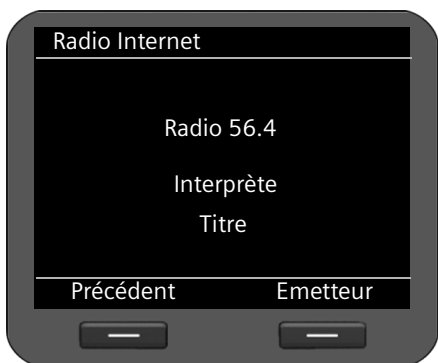 Radio Internet
Radio 56.4
Interprète
Titre
Précédent Emetteur